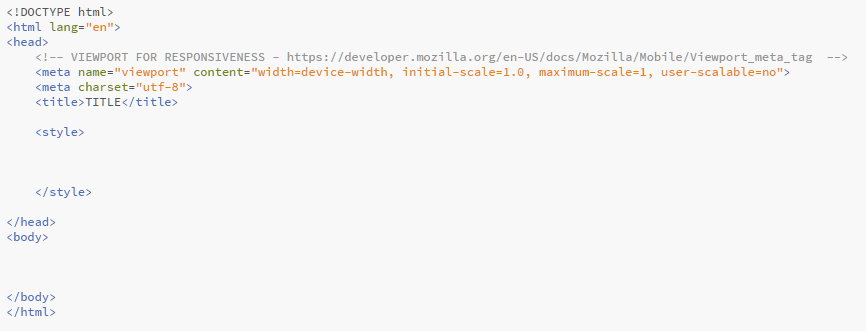 <!DOCTYPE html>
<html lang="en">
<head>
    <!-- VIEWPORT FOR RESPONSIVENESS - https://developer.mozilla.org/en-US/docs/Mozilla/Mobile/Viewport_meta_tag  -->
    <meta name="viewport" content="width=device-width, initial-scale=1.0, maximum-scale=1, user-scalable=no">
    <meta charset="utf-8">
    <title>TITLE</title>
    <style>
    </style>
</head>
<body>
</body>
</html>